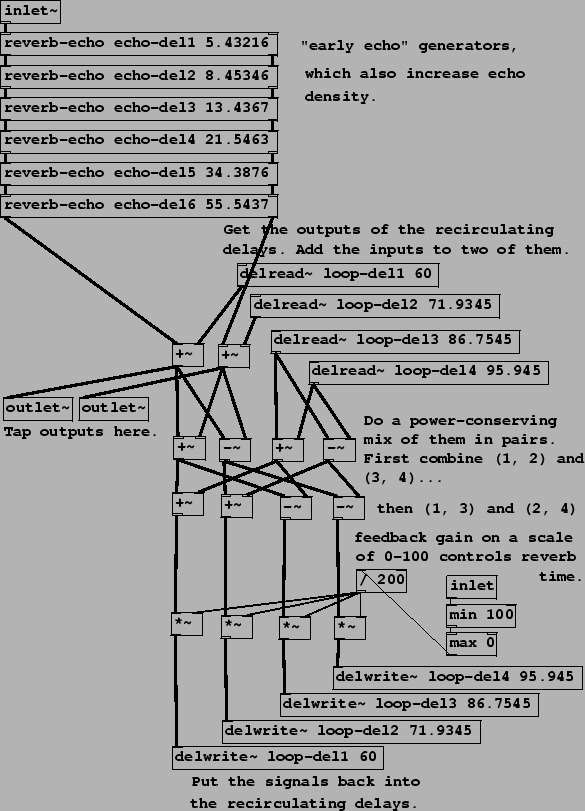 inlet~
reverb-echo echo-del1 5.43216
"early echo" generators,
reverb-echo echo-del2 8.45346
which also increase echo
density.
reverb-echo echo-del3 13.4367
reverb-echo echo-del4 21.5463
reverb-echo echo-del5 34.3876
reverb-echo echo-del6 55.5437
Get the outputs of the recirculating
delays. Add the inputs to two of them.
delread~ loop-del1 60
delread~ loop-del2 71.9345
delread~ loop-del3 86.7545
+~
+~
delread~ loop-del4 95.945
outlet~
outlet~
Tap outputs here.
Do a power-conserving
mix of them in pairs.
First combine (1, 2) and
(3, 4)...
+~
-~
+~
-~
+~
+~
-~
-~
then (1, 3) and (2, 4)
feedback gain on a scale
of 0-100 controls reverb
time.
/ 200
inlet
min 100
max 0
*~
*~
*~
*~
delwrite~ loop-del4 95.945
delwrite~ loop-del3 86.7545
delwrite~ loop-del2 71.9345
delwrite~ loop-del1 60
Put the signals back into
the recirculating delays.